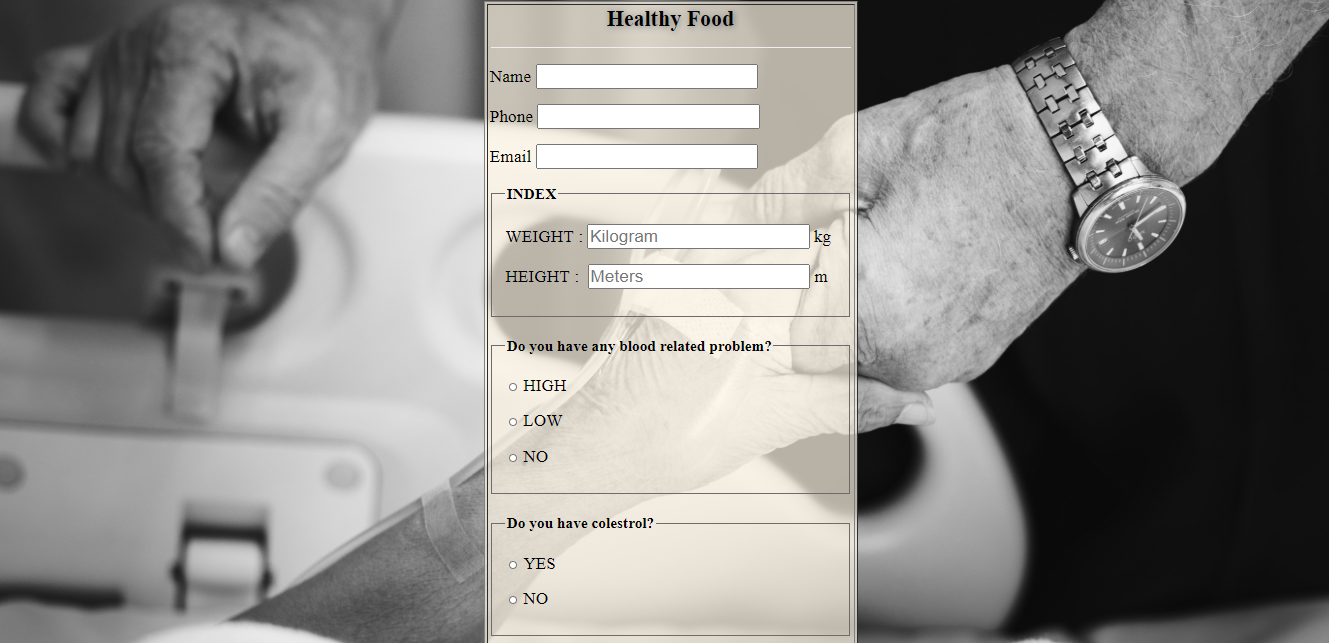 Healthy Food
Name
Phone
Email
INDEX
WEIGHT : Kilogram kg
HEIGHT : Meters m
Do you have any blood related problem?
HIGH
LOW
NO
Do you have colestrol?
YES
NO